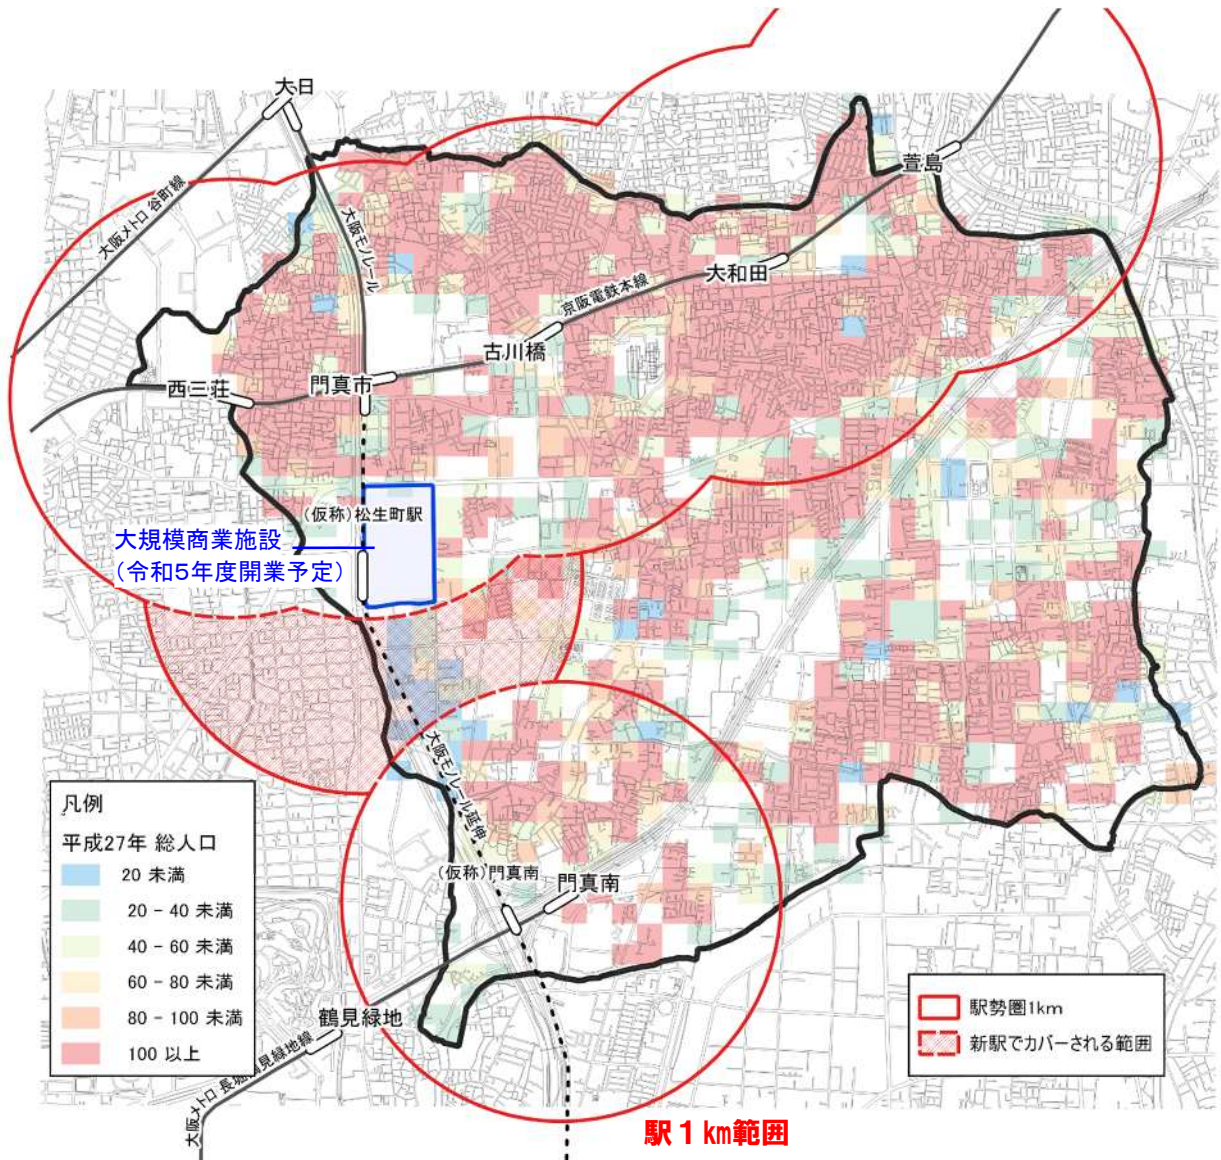 大日
大阪メトロ 谷町線
大阪モノレール
萱島
大和田
京阪電鉄本線
古川橋
門真市
西三荘
(仮称)松生町駅
大規模商業施設
(令和5年度開業予定)
大阪モノレール延伸
(仮称)門真南
門真南
鶴見緑地
大阪メトロ 長堀鶴見緑地線
凡例
平成27年 総人口
20 未満
20 - 40 未満
40 - 60 未満
60 - 80 未満
80 - 100 未満
100 以上
駅勢圏1km
新駅でカバーされる範囲
駅1km範囲